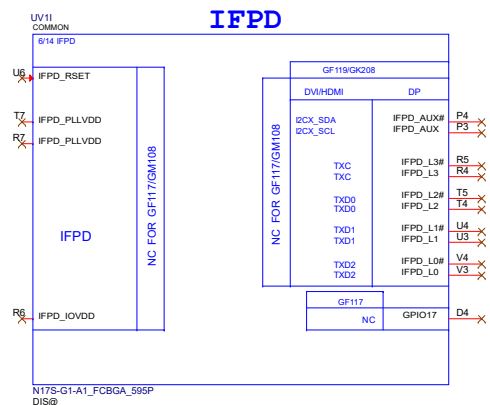 IFPD
UV1I
COMMON
6/14 IFPD
GF119/GK208
U6 IFPD_RSET
DVI/HDMI DP
T7 IFPD_PLLVDD
I2CX_SDA IFPD_AUX# P4
I2CX_SCL IFPD_AUX P3
R7 IFPD_PLLVDD
TXC IFPD_L3# R5
TXC IFPD_L3 R4
NC FOR GF117/GM108
NC FOR GF117/GM108
TXD0 IFPD_L2# T5
TXD0 IFPD_L2 T4
IFPD
TXD1 IFPD_L1# U4
TXD1 IFPD_L1 U3
TXD2 IFPD_L0# V4
TXD2 IFPD_L0 V3
GF117
R6 IFPD_IOVDD
NC GPIO17 D4
N17S-G1-A1_FCBGA_595P
DIS@